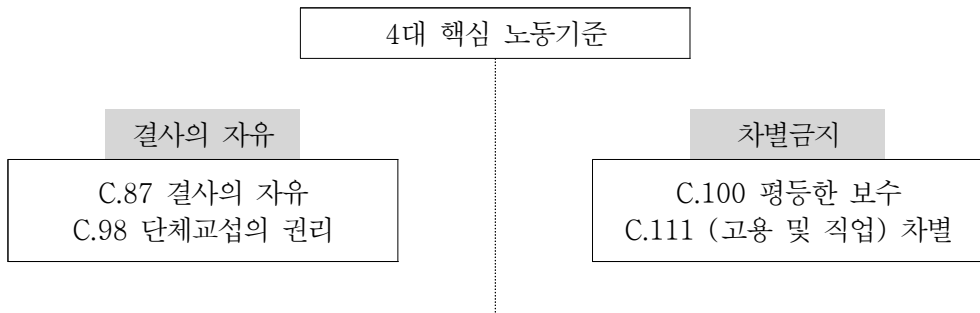 4대 핵심 노동기준
결사의 자유
C.87 결사의 자유
C.98 단체교섭의 권리
차별금지
C.100 평등한 보수
C.111 (고용 및 직업) 차별